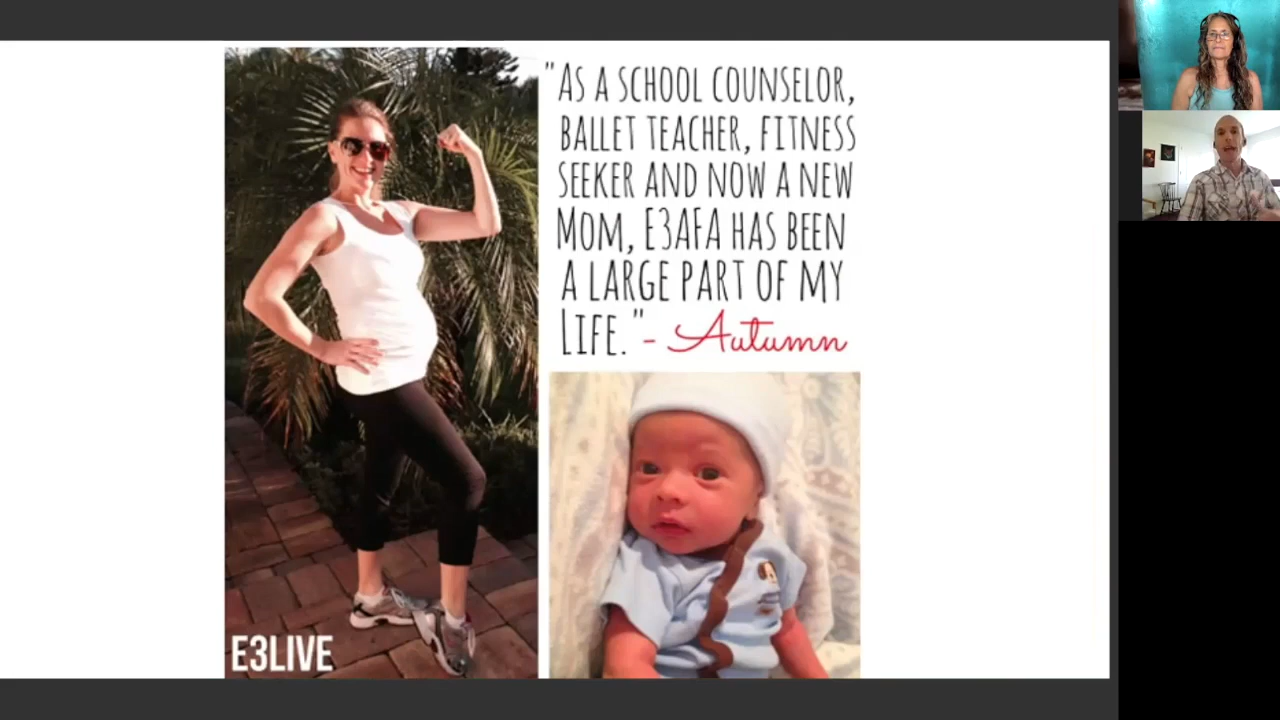 "As a school counselor,
ballet teacher, fitness
seeker and now a new
Mom, E3AFA has been
a large part of my
Life." - Autumn
E3LIVE